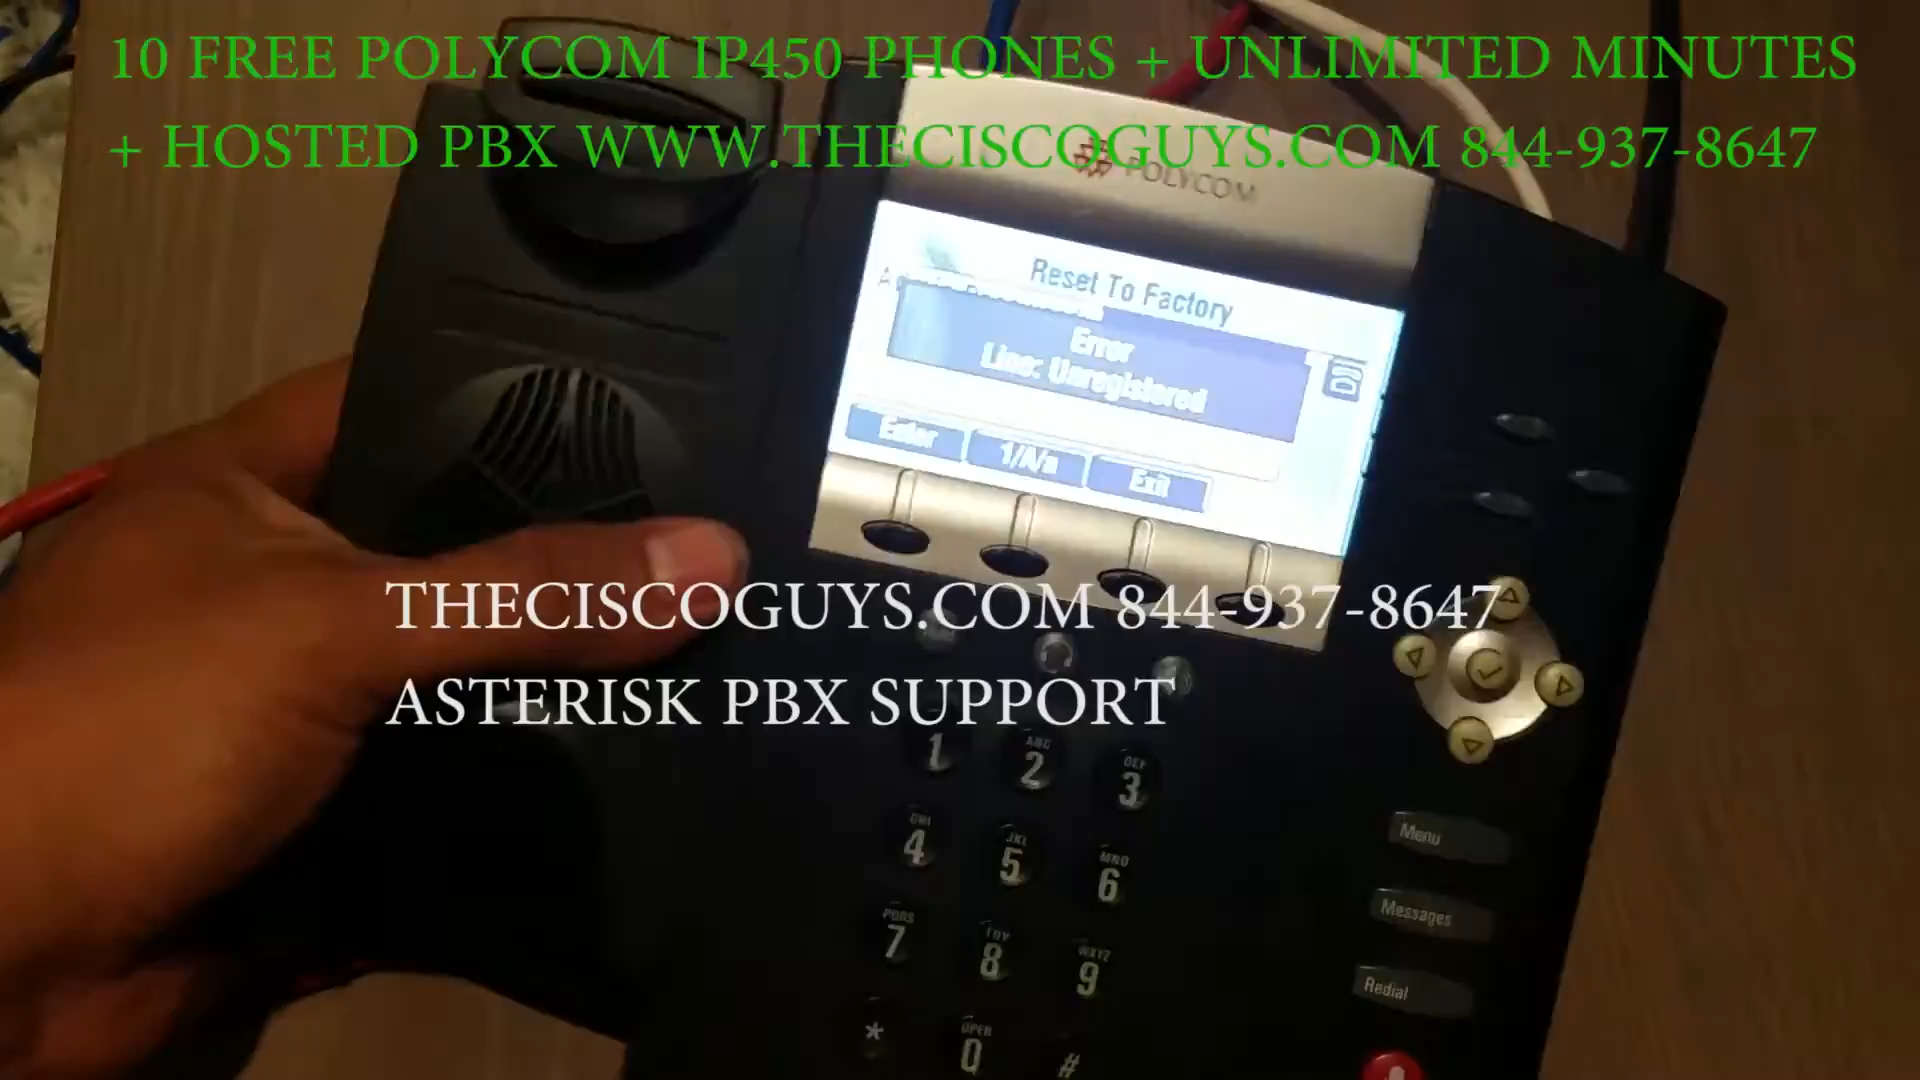 10 FREE POLYCOM IP450 PHONES + UNLIMITED MINUTES
+ HOSTED PBX WWW.THECISCOGUYS.COM 844-937-8647
POLYCOM
Reset To Factory
Error
Line: Unregistered
Enter 1/A/a Exit
THECISCOGUYS.COM 844-937-8647
ASTERISK PBX SUPPORT
1
ABC
2
DEF
3
GHI
4
JKL
5
MNO
6
PQRS
7
TUV
8
WXYZ
9
*
OPER
0
#
Menu
Messages
Redial